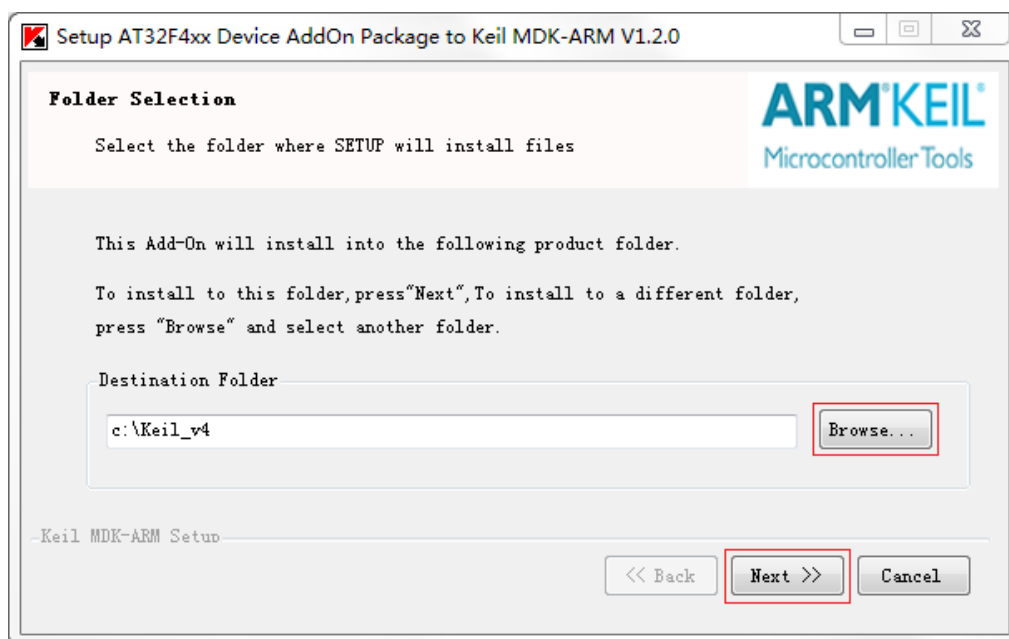 Setup AT32F4xx Device AddOn Package to Keil MDK-ARM V1.2.0
Folder Selection
Select the folder where SETUP will install files
ARM®KEIL®
Microcontroller Tools
This Add-On will install into the following product folder.
To install to this folder,press"Next",To install to a different folder,
press "Browse" and select another folder.
Destination Folder
c:\Keil_v4
Browse...
Keil MDK-ARM Setup
<< Back
Next >>
Cancel